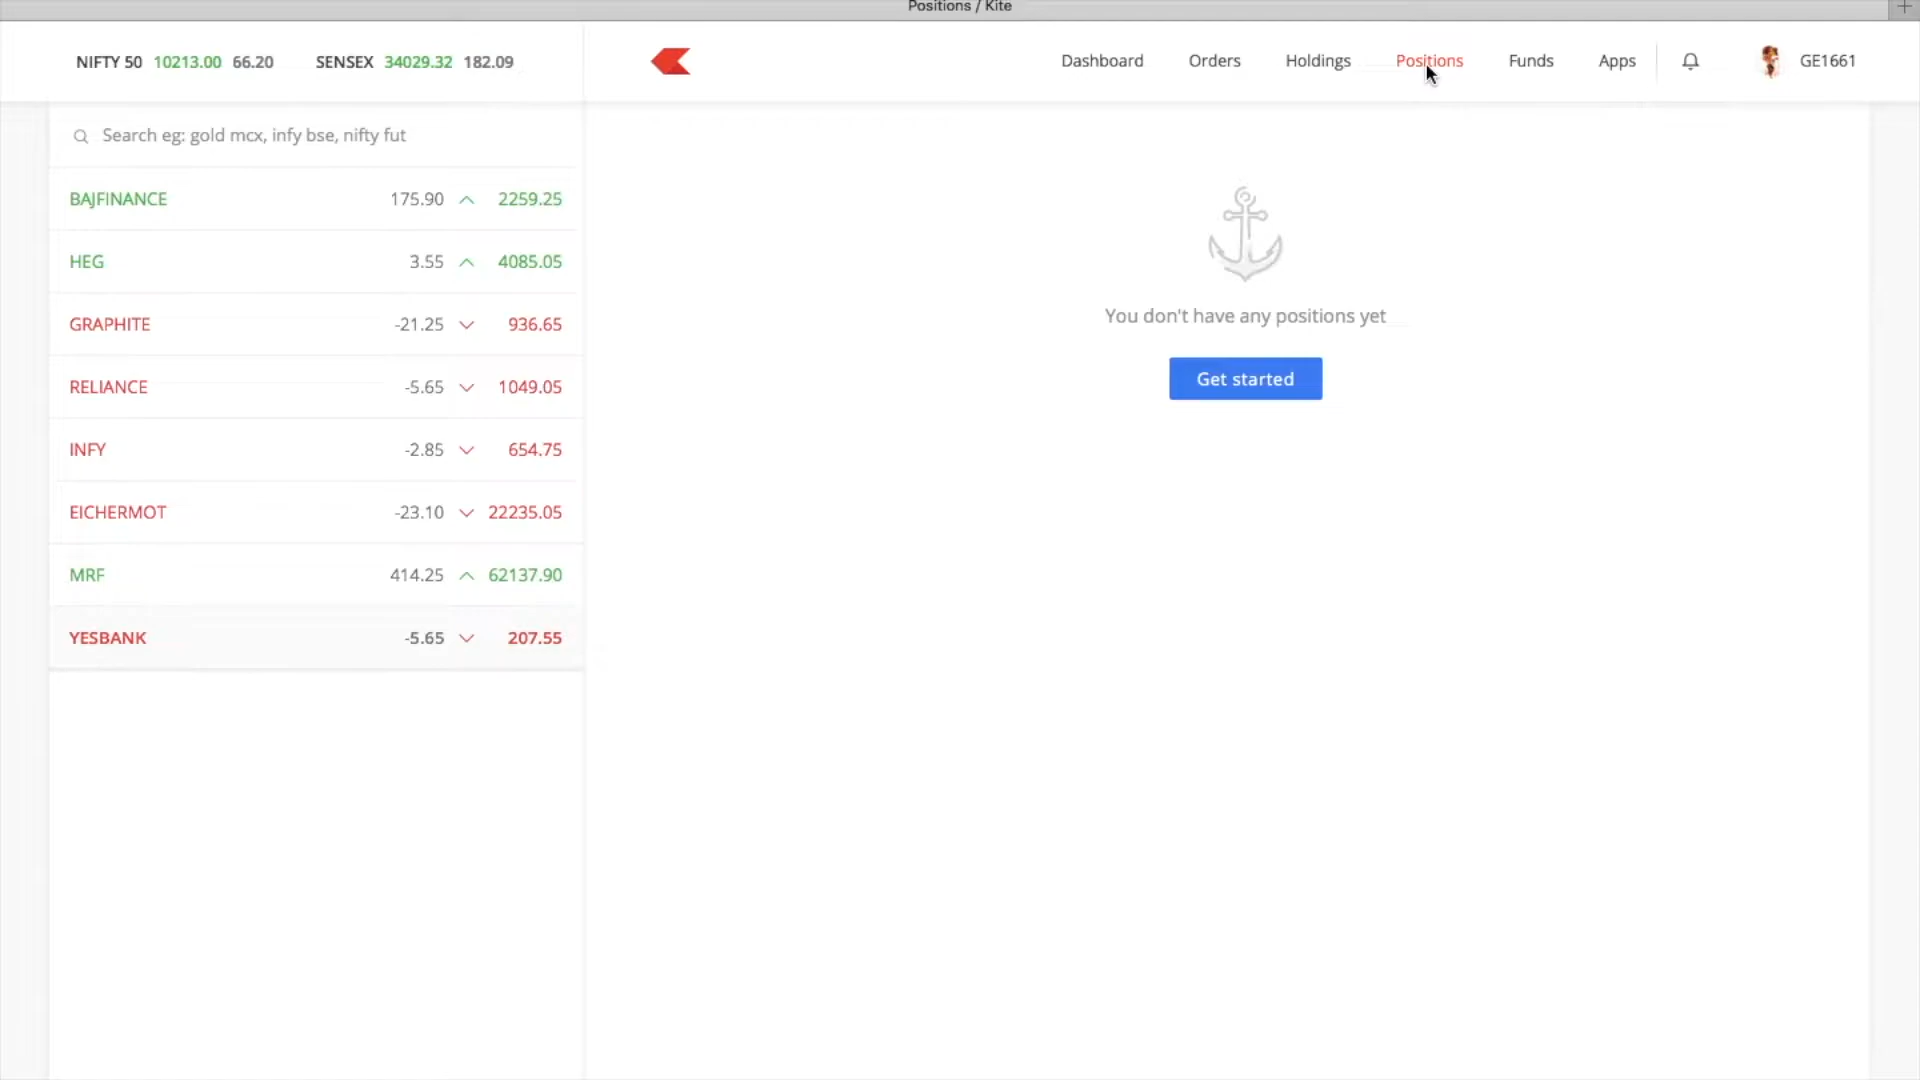 Positions / Kite
NIFTY 50 10213.00 66.20 SENSEX 34029.32 182.09
Dashboard Orders Holdings Positions Funds Apps GE1661
Search eg: gold mcx, infy bse, nifty fut
BAJFINANCE 175.90 2259.25
HEG 3.55 4085.05
GRAPHITE -21.25 936.65
RELIANCE -5.65 1049.05
INFY -2.85 654.75
EICHERMOT -23.10 22235.05
MRF 414.25 62137.90
YESBANK -5.65 207.55
You don't have any positions yet
Get started